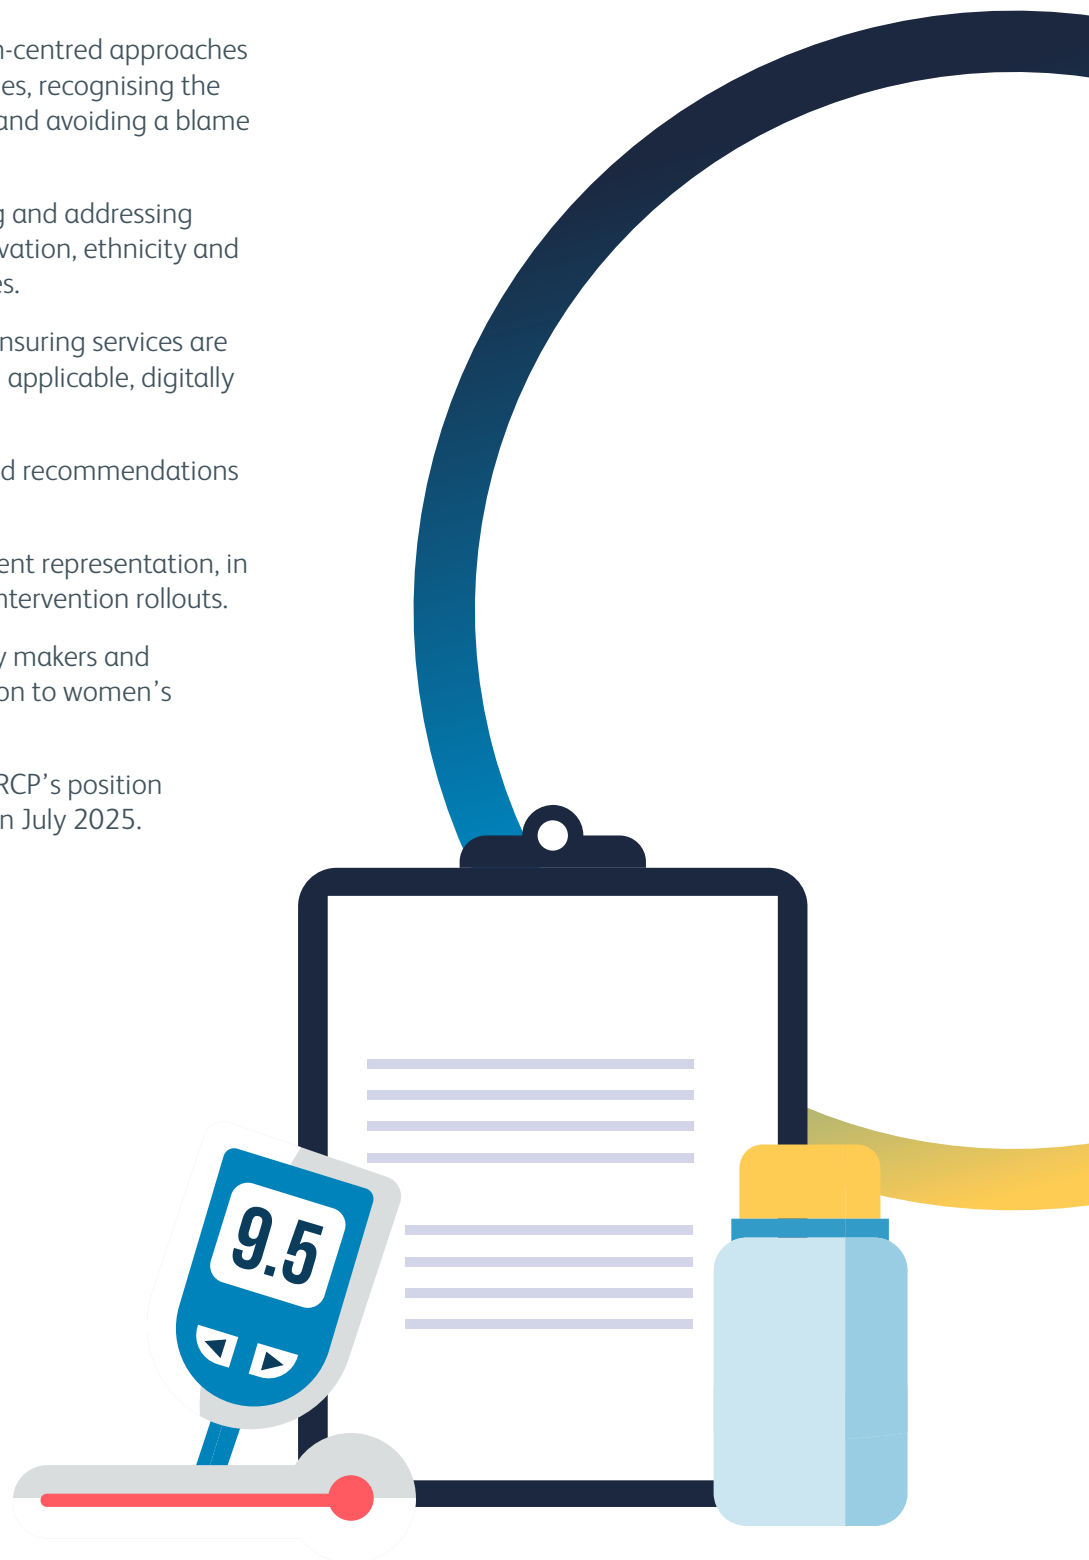 -centred approaches
es, recognising the
and avoiding a blame
g and addressing
vation, ethnicity and
es.
nsuring services are
applicable, digitally
d recommendations
ent representation, in
ntervention rollouts.
y makers and
on to women's
RCP's position
n July 2025.
9.5